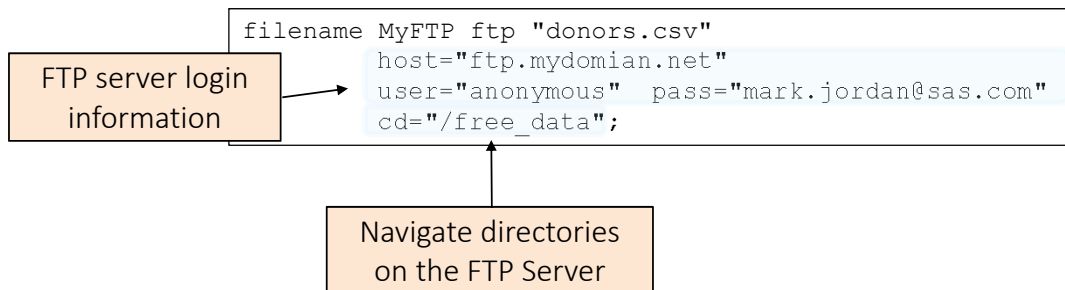 filename MyFTP ftp "donors.csv"
host="ftp.mydomian.net"
user="anonymous" pass="mark.jordan@sas.com"
cd="/free_data";
FTP server login
information
Navigate directories
on the FTP Server